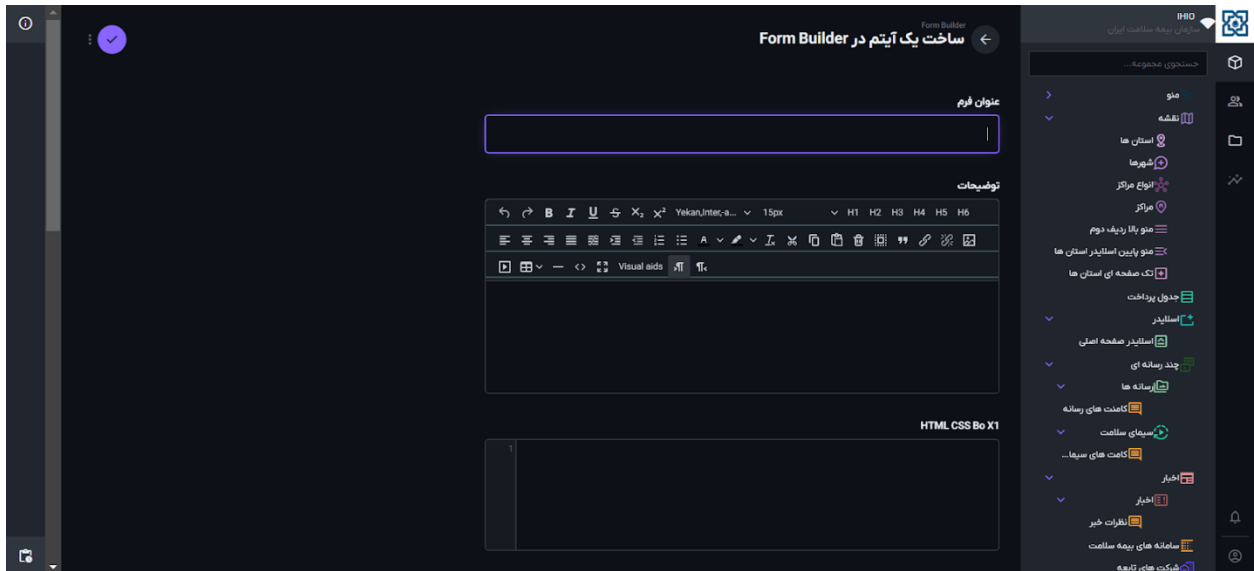 IHIO
سازمان بیمه سلامت ایران
جستجوی مجموعه...
منو
نقشه
استان ها
شهرها
انواع مراکز
مراکز
منو بالا ردیف دوم
منو پایین اسلایدر استان ها
تک صفحه ای استان ها
جدول پرداخت
اسلایدر
اسلایدر صفحه اصلی
چند رسانه ای
رسانه ها
کامنت های رسانه
سیمای سلامت
کامت های سیما...
اخبار
اخبار
نظرات خبر
سامانه های بیمه سلامت
شرکت های تابعه
Form Builder
ساخت یک آیتم در Form Builder
عنوان فرم
توضیحات
B I U S X₂ X² Yekan,Inter,-a... 15px H1 H2 H3 H4 H5 H6
A
Visual aids
HTML CSS Bo X1
1